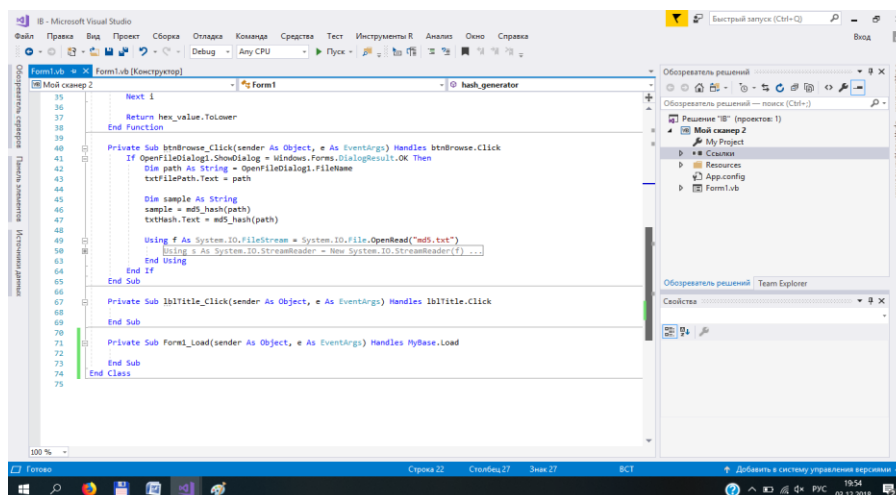 IB - Microsoft Visual Studio
Быстрый запуск (Ctrl+Q)
Файл Правка Вид Проект Сборка Отладка Команда Средства Тест Инструменты R Анализ Окно Справка
Вход
Debug Any CPU Пуск
Form1.vb Form1.vb [Конструктор]
Мой сканер 2 Form1 hash_generator
Обозреватель серверов
Панель элементов
Источники данных
35 Next i
36
37 Return hex_value.ToLower
38 End Function
39
40 Private Sub btnBrowse_Click(sender As Object, e As EventArgs) Handles btnBrowse.Click
41 If OpenFileDialog1.ShowDialog = Windows.Forms.DialogResult.OK Then
42 Dim path As String = OpenFileDialog1.FileName
43 txtFilePath.Text = path
44
45 Dim sample As String
46 sample = md5_hash(path)
47 txtHash.Text = md5_hash(path)
48
49 Using f As System.IO.FileStream = System.IO.File.OpenRead("md5.txt")
50 Using s As System.IO.StreamReader = New System.IO.StreamReader(f) ...
63 End Using
64 End If
65 End Sub
66
67 Private Sub lblTitle_Click(sender As Object, e As EventArgs) Handles lblTitle.Click
68
69 End Sub
70
71 Private Sub Form1_Load(sender As Object, e As EventArgs) Handles MyBase.Load
72
73 End Sub
74 End Class
75
100 %
Обозреватель решений
Обозреватель решений — поиск (Ctrl+;)
Решение "IB" (проектов: 1)
Мой сканер 2
My Project
Ссылки
Resources
App.config
Form1.vb
Обозреватель решений Team Explorer
Свойства
Готово Строка 22 Столбец 27 Знак 27 ВСТ Добавить в систему управления версиями
РУС 19:54
03.12.2018